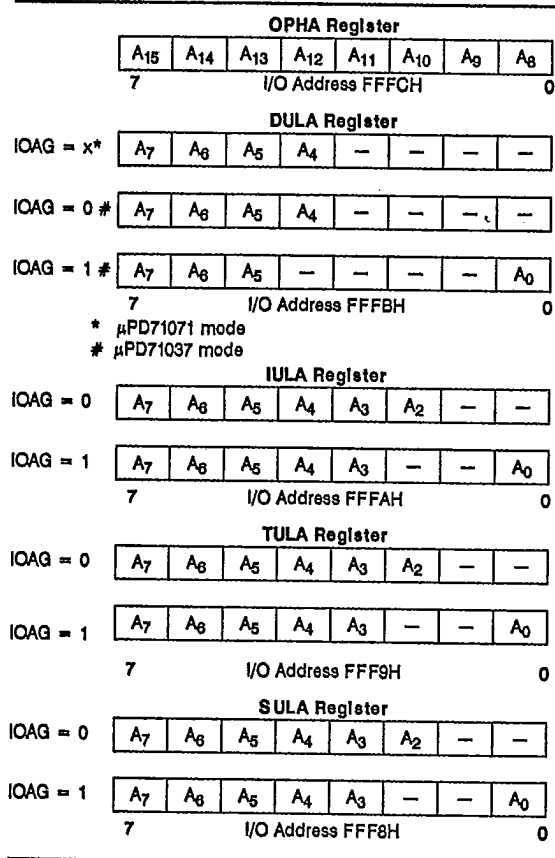 OPHA Register
A15 A14 A13 A12 A11 A10 A9 A8
7 I/O Address FFFCH 0
DULA Register
IOAG = x* A7 A6 A5 A4 — — — —
IOAG = 0 # A7 A6 A5 A4 — — — —
IOAG = 1 # A7 A6 A5 — — — — A0
7 I/O Address FFFBH 0
* μPD71071 mode
# μPD71037 mode
IULA Register
IOAG = 0 A7 A6 A5 A4 A3 A2 — —
IOAG = 1 A7 A6 A5 A4 A3 — — A0
7 I/O Address FFFAH 0
TULA Register
IOAG = 0 A7 A6 A5 A4 A3 A2 — —
IOAG = 1 A7 A6 A5 A4 A3 — — A0
7 I/O Address FFF9H 0
SULA Register
IOAG = 0 A7 A6 A5 A4 A3 A2 — —
IOAG = 1 A7 A6 A5 A4 A3 — — A0
7 I/O Address FFF8H 0